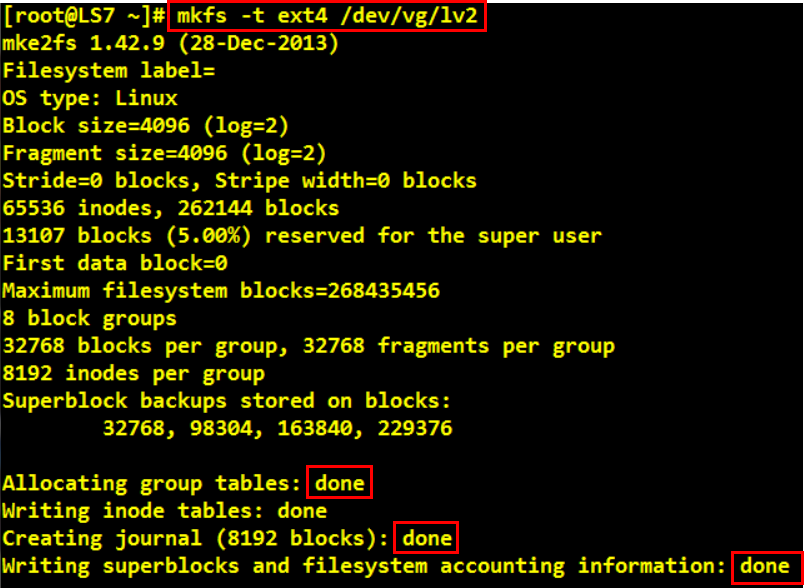 [root@LS7 ~]# mkfs -t ext4 /dev/vg/lv2
mke2fs 1.42.9 (28-Dec-2013)
Filesystem label=
OS type: Linux
Block size=4096 (log=2)
Fragment size=4096 (log=2)
Stride=0 blocks, Stripe width=0 blocks
65536 inodes, 262144 blocks
13107 blocks (5.00%) reserved for the super user
First data block=0
Maximum filesystem blocks=268435456
8 block groups
32768 blocks per group, 32768 fragments per group
8192 inodes per group
Superblock backups stored on blocks:
32768, 98304, 163840, 229376
Allocating group tables: done
Writing inode tables: done
Creating journal (8192 blocks): done
Writing superblocks and filesystem accounting information: done